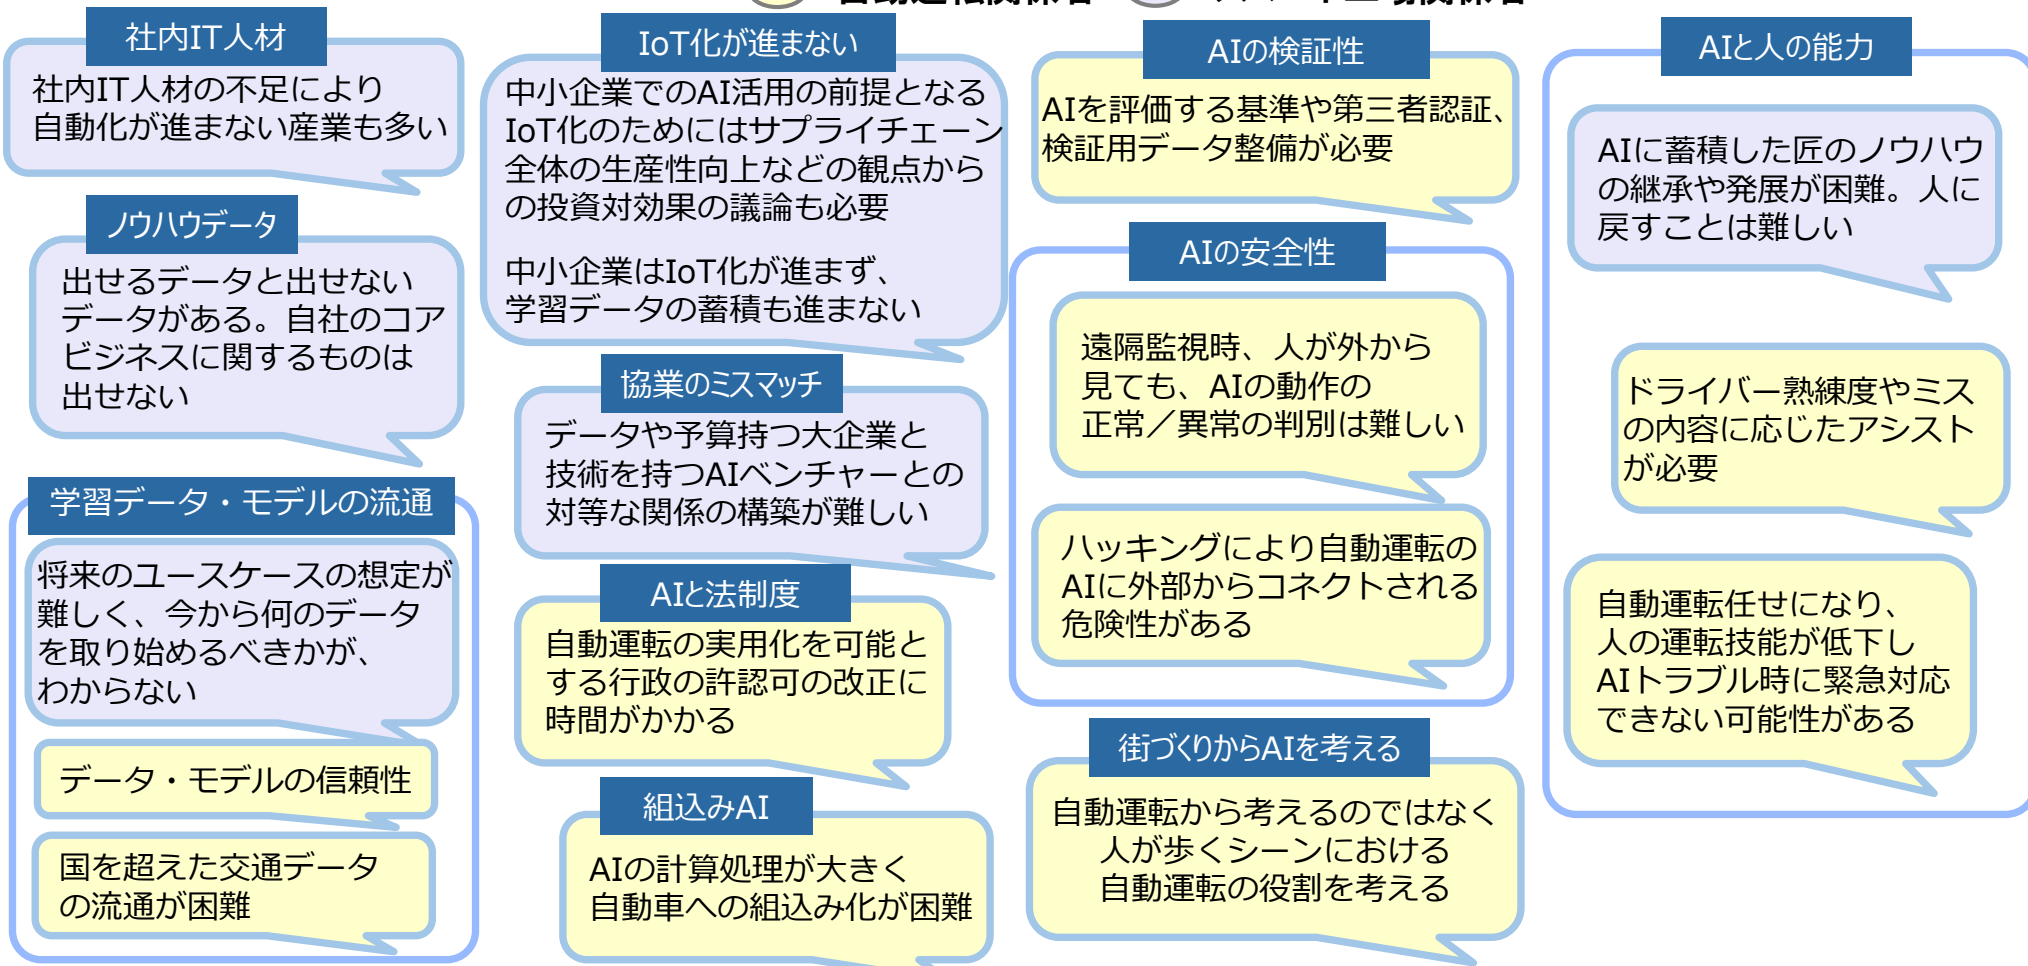 社内IT人材
社内IT人材の不足により
自動化が進まない産業も多い
ノウハウデータ
出せるデータと出せない
データがある。自社のコア
ビジネスに関するものは
出せない
学習データ・モデルの流通
将来のユースケースの想定が
難しく、今から何のデータ
を取り始めるべきかが、
わからない
データ・モデルの信頼性
国を超えた交通データ
の流通が困難
IoT化が進まない
中小企業でのAI活用の前提となる
IoT化のためにはサプライチェーン
全体の生産性向上などの観点から
の投資対効果の議論も必要
中小企業はIoT化が進まず、
学習データの蓄積も進まない
協業のミスマッチ
データや予算持つ大企業と
技術を持つAIベンチャーとの
対等な関係の構築が難しい
AIと法制度
自動運転の実用化を可能と
する行政の許認可の改正に
時間がかかる
組込みAI
AIの計算処理が大きく
自動車への組込み化が困難
AIの検証性
AIを評価する基準や第三者認証、
検証用データ整備が必要
AIの安全性
遠隔監視時、人が外から
見ても、AIの動作の
正常／異常の判別は難しい
ハッキングにより自動運転の
AIに外部からコネクトされる
危険性がある
街づくりからAIを考える
自動運転から考えるのではなく
人が歩くシーンにおける
自動運転の役割を考える
AIと人の能力
AIに蓄積した匠のノウハウ
の継承や発展が困難。人に
戻すことは難しい
ドライバー熟練度やミス
の内容に応じたアシスト
が必要
自動運転任せになり、
人の運転技能が低下し
AIトラブル時に緊急対応
できない可能性がある